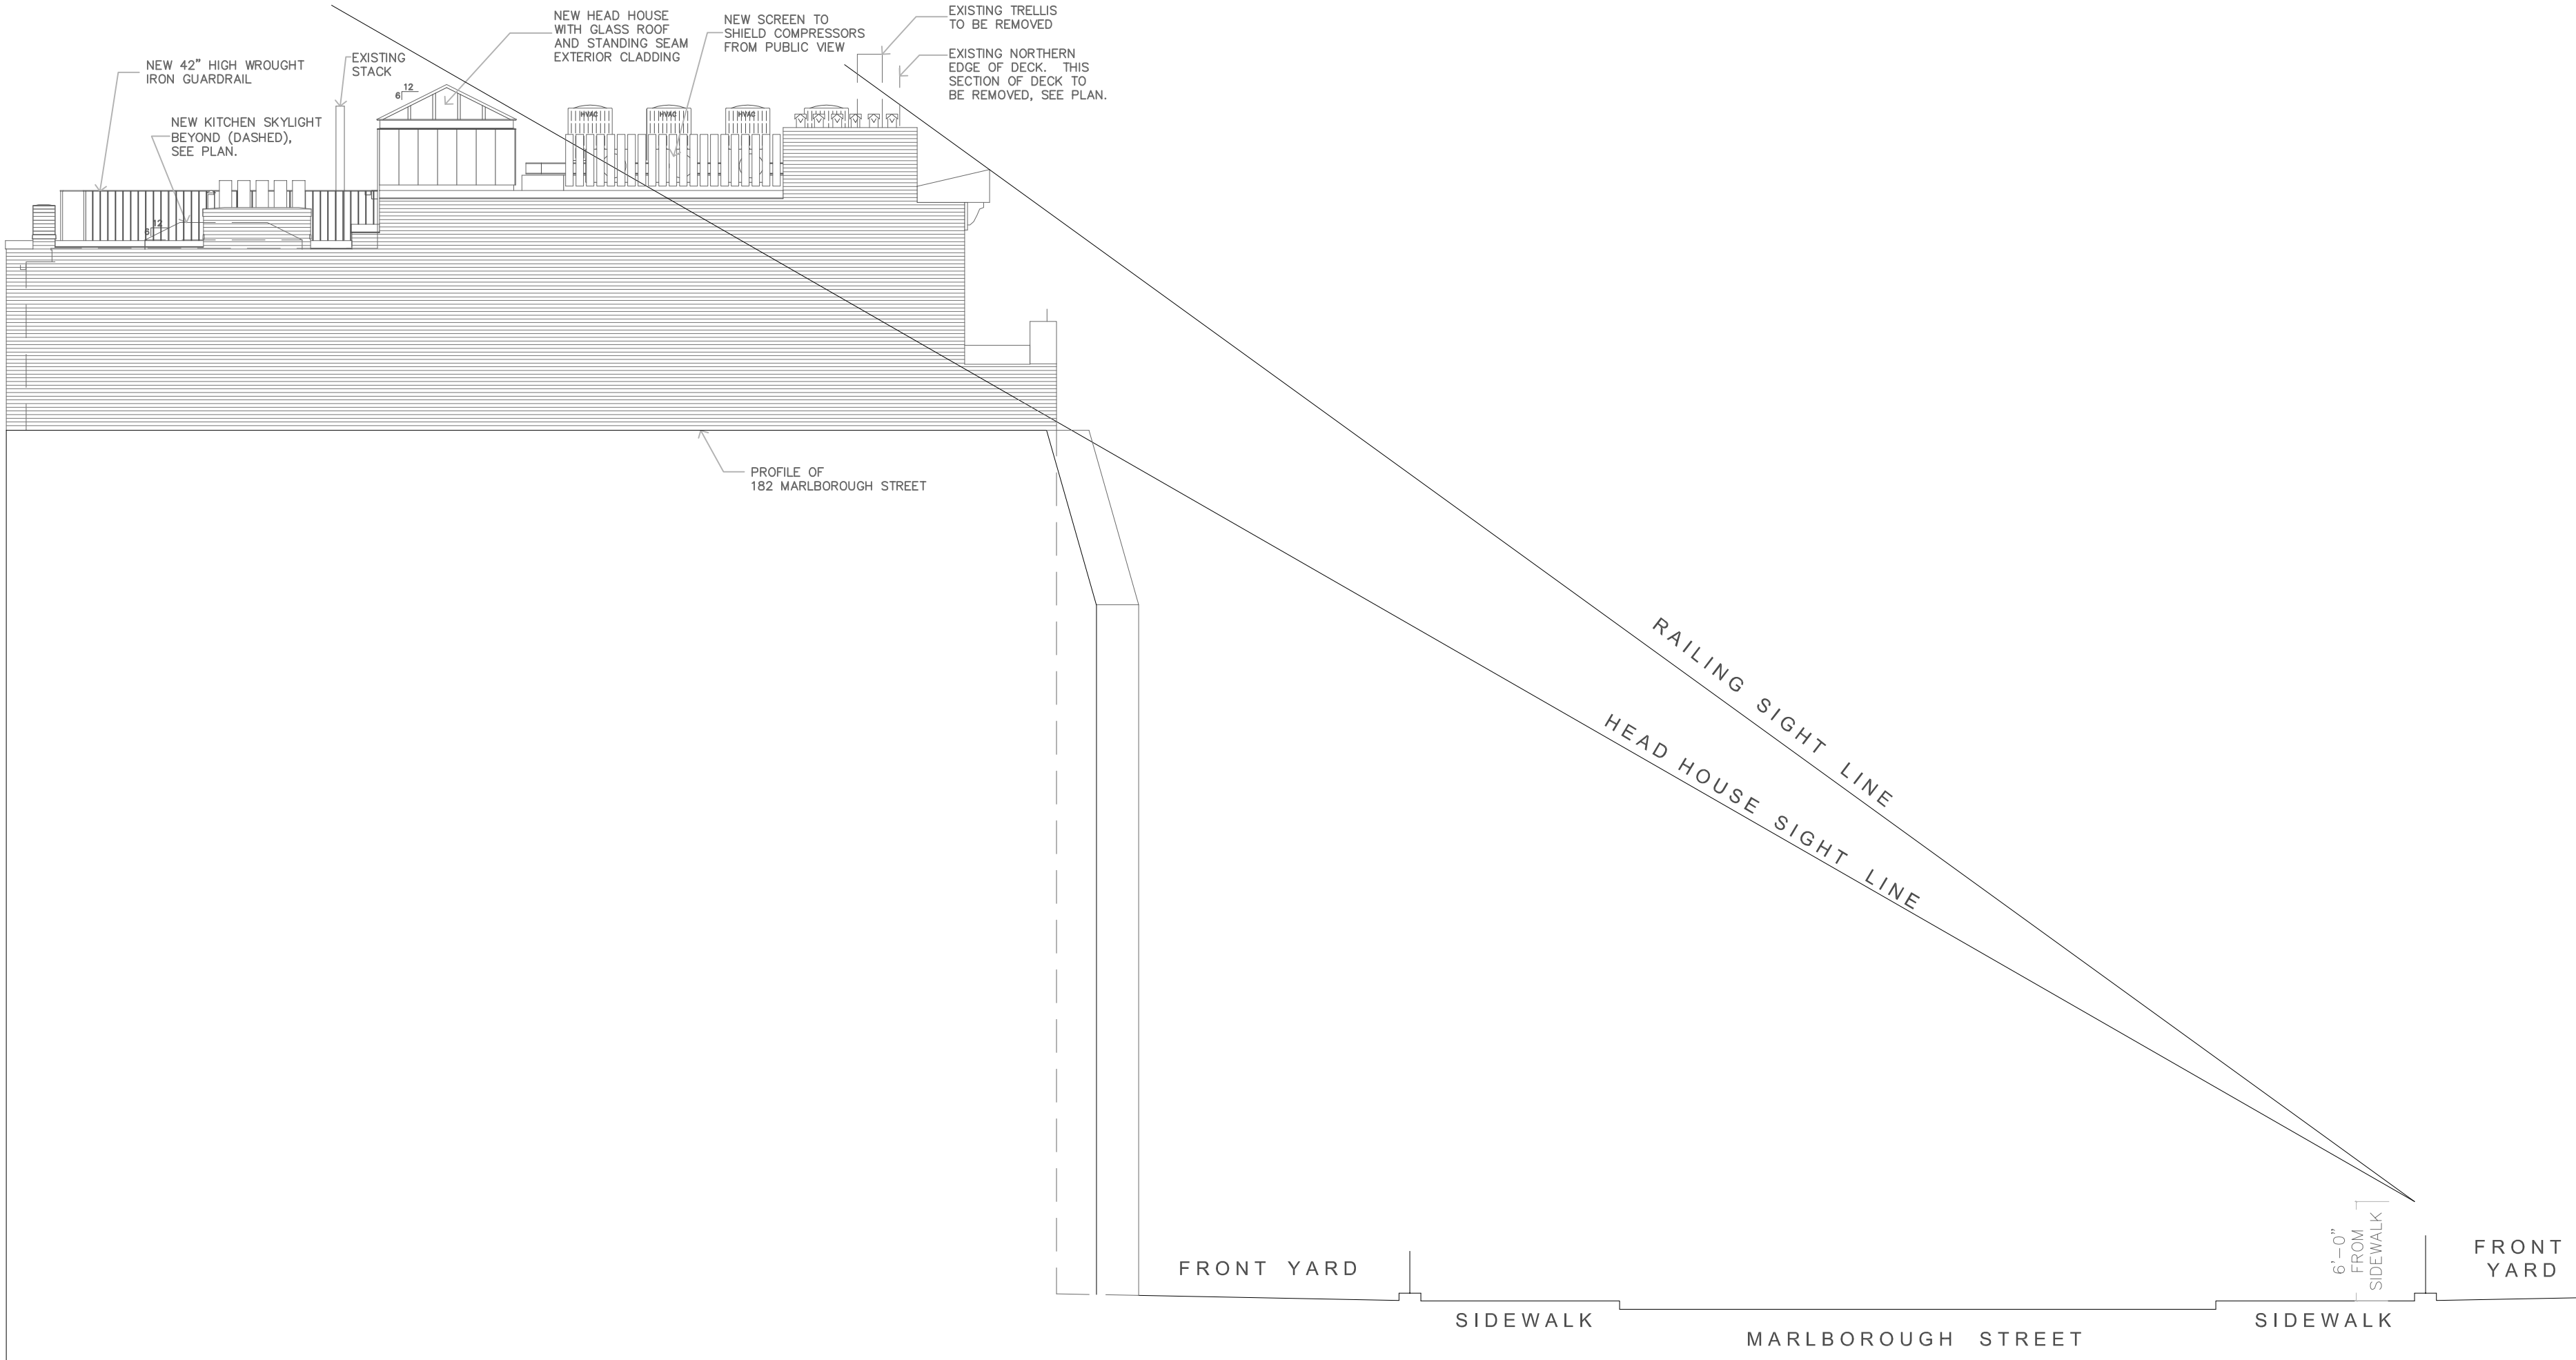 NEW 42" HIGH WROUGHT
IRON GUARDRAIL
EXISTING
STACK
NEW KITCHEN SKYLIGHT
BEYOND (DASHED),
SEE PLAN.
NEW HEAD HOUSE
WITH GLASS ROOF
AND STANDING SEAM
EXTERIOR CLADDING
NEW SCREEN TO
SHIELD COMPRESSORS
FROM PUBLIC VIEW
EXISTING TRELLIS
TO BE REMOVED
EXISTING NORTHERN
EDGE OF DECK. THIS
SECTION OF DECK TO
BE REMOVED, SEE PLAN.
12
6
HVAC
HVAC
HVAC
12
6
PROFILE OF
182 MARLBOROUGH STREET
RAILING SIGHT LINE
HEAD HOUSE SIGHT LINE
6'-0"
FROM
SIDEWALK
FRONT YARD
FRONT
YARD
SIDEWALK
MARLBOROUGH STREET
SIDEWALK